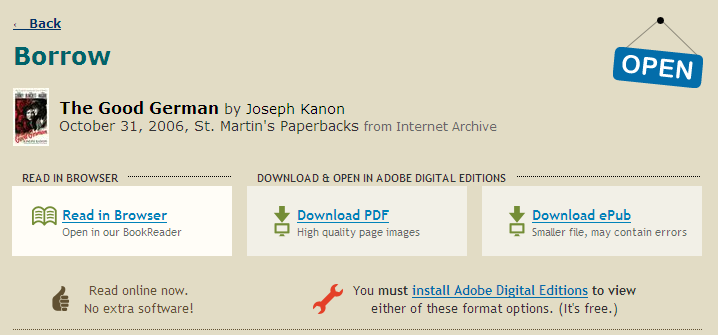 ← Back
Borrow
OPEN
The Good German by Joseph Kanon
October 31, 2006, St. Martin's Paperbacks from Internet Archive
READ IN BROWSER
DOWNLOAD & OPEN IN ADOBE DIGITAL EDITIONS
Read in Browser
Open in our BookReader
Download PDF
High quality page images
Download ePub
Smaller file, may contain errors
Read online now.
No extra software!
You must install Adobe Digital Editions to view
either of these format options. (It's free.)